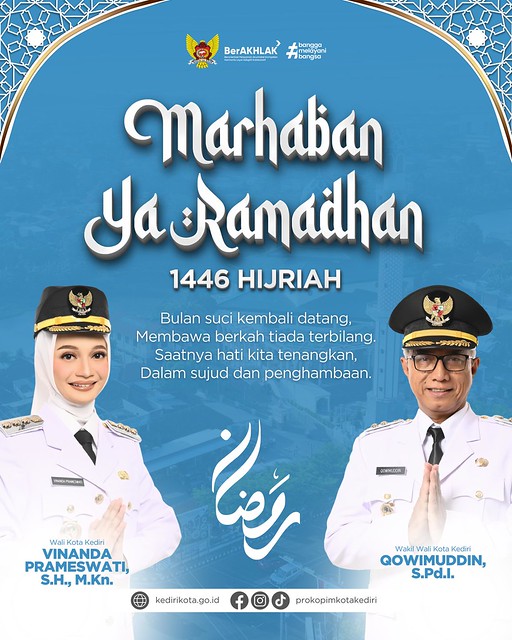 BerAKHLAK
#bangga
melayani
bangsa
Marhaban
Ya Ramadhan
1446 HIJRIAH
Bulan suci kembali datang,
Membawa berkah tiada terbilang.
Saatnya hati kita tenangkan,
Dalam sujud dan penghambaan.
رمضان
Wali Kota Kediri
VINANDA
PRAMESWATI,
S.H., M.Kn.
Wakil Wali Kota Kediri
QOWIMUDDIN,
S.Pd.I.
kedirikota.go.id
prokopimkotakediri